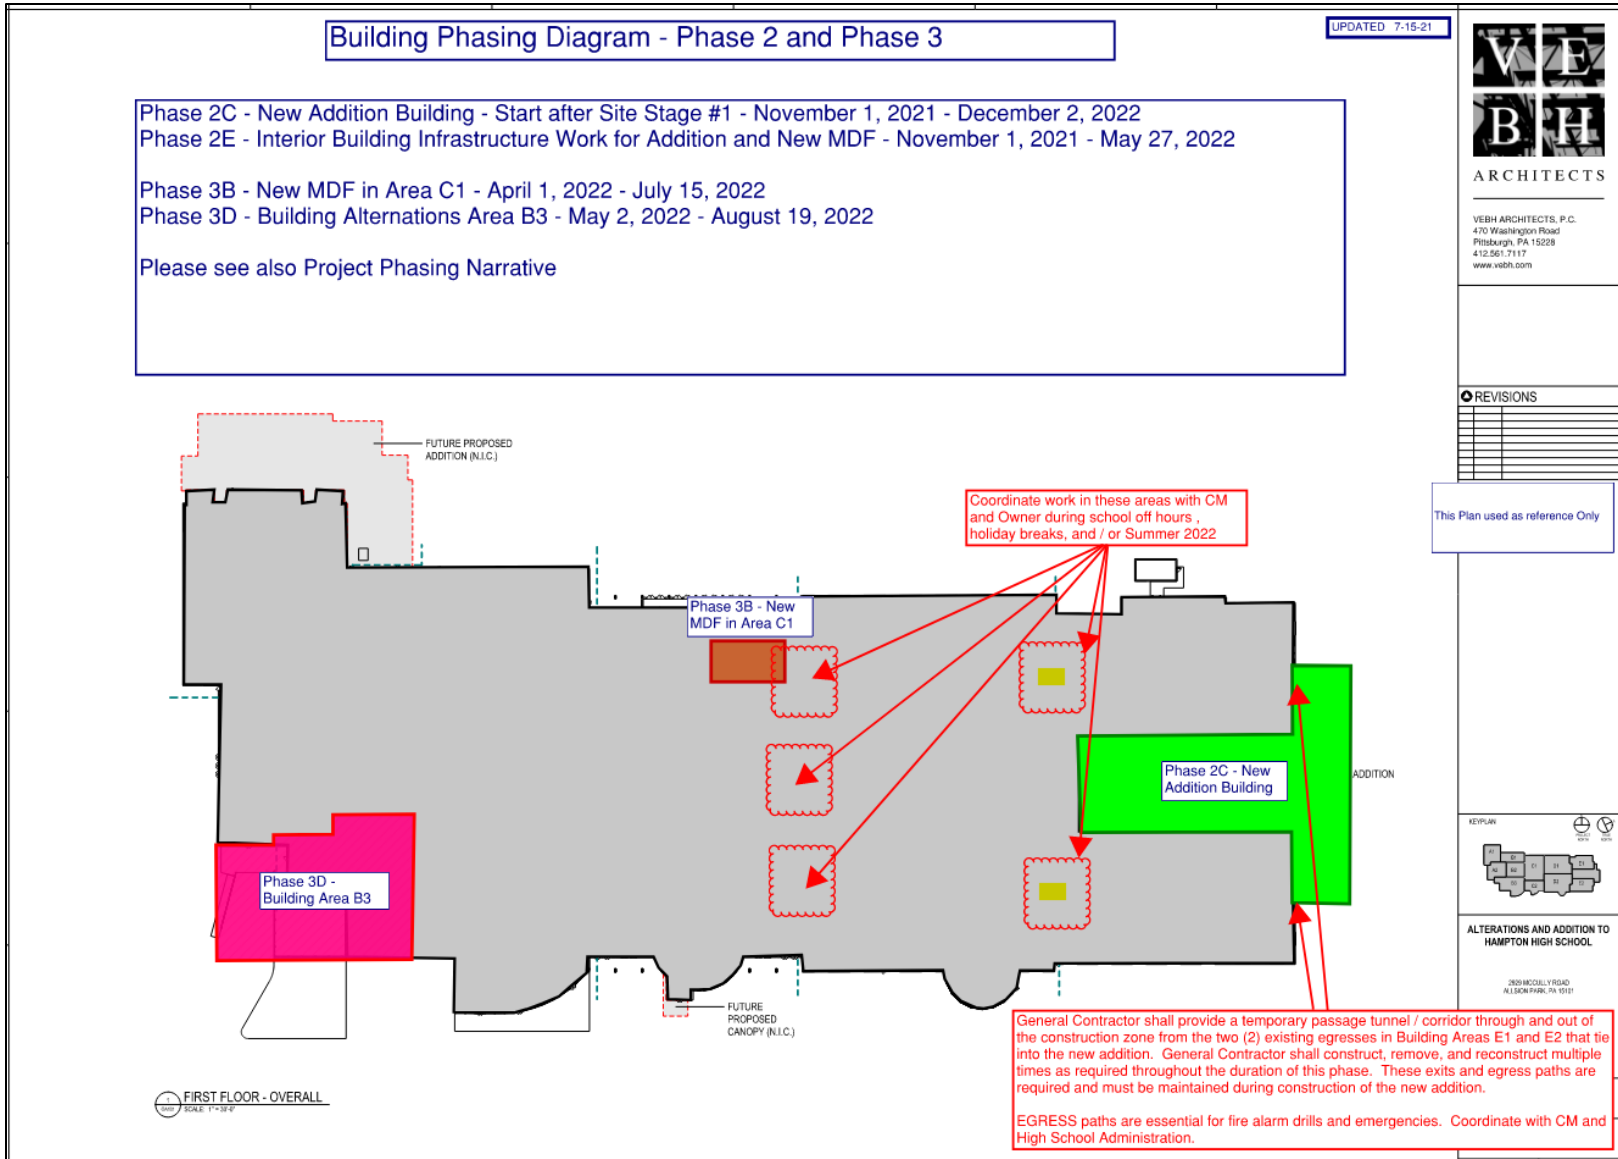 Building Phasing Diagram - Phase 2 and Phase 3
UPDATED 7-15-21
Phase 2C - New Addition Building - Start after Site Stage #1 - November 1, 2021 - December 2, 2022
Phase 2E - Interior Building Infrastructure Work for Addition and New MDF - November 1, 2021 - May 27, 2022
Phase 3B - New MDF in Area C1 - April 1, 2022 - July 15, 2022
Phase 3D - Building Alternations Area B3 - May 2, 2022 - August 19, 2022
Please see also Project Phasing Narrative
V E
B H
ARCHITECTS
VEBH ARCHITECTS, P.C.
470 Washington Road
Pittsburgh, PA 15228
412.561.7117
www.vebh.com
REVISIONS
This Plan used as reference Only
FUTURE PROPOSED
ADDITION (N.I.C.)
Coordinate work in these areas with CM
and Owner during school off hours ,
holiday breaks, and / or Summer 2022
Phase 3B - New
MDF in Area C1
Phase 2C - New
Addition Building
ADDITION
Phase 3D -
Building Area B3
FUTURE
PROPOSED
CANOPY (N.I.C.)
KEYPLAN
ALTERATIONS AND ADDITION TO
HAMPTON HIGH SCHOOL
2929 MCCULLY ROAD
ALLSION PARK, PA 15101
General Contractor shall provide a temporary passage tunnel / corridor through and out of
the construction zone from the two (2) existing egresses in Building Areas E1 and E2 that tie
into the new addition. General Contractor shall construct, remove, and reconstruct multiple
times as required throughout the duration of this phase. These exits and egress paths are
required and must be maintained during construction of the new addition.
EGRESS paths are essential for fire alarm drills and emergencies. Coordinate with CM and
High School Administration.
1
FIRST FLOOR - OVERALL
SCALE: 1" = 30'-0"